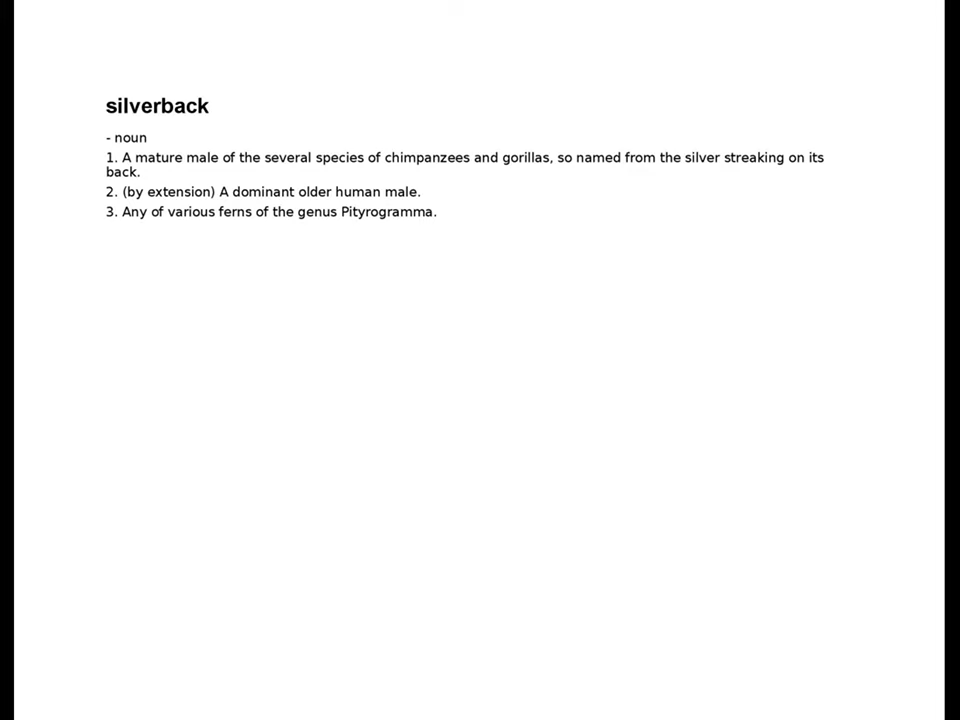 silverback
- noun
1. A mature male of the several species of chimpanzees and gorillas, so named from the silver streaking on its
back.
2. (by extension) A dominant older human male.
3. Any of various ferns of the genus Pityrogramma.